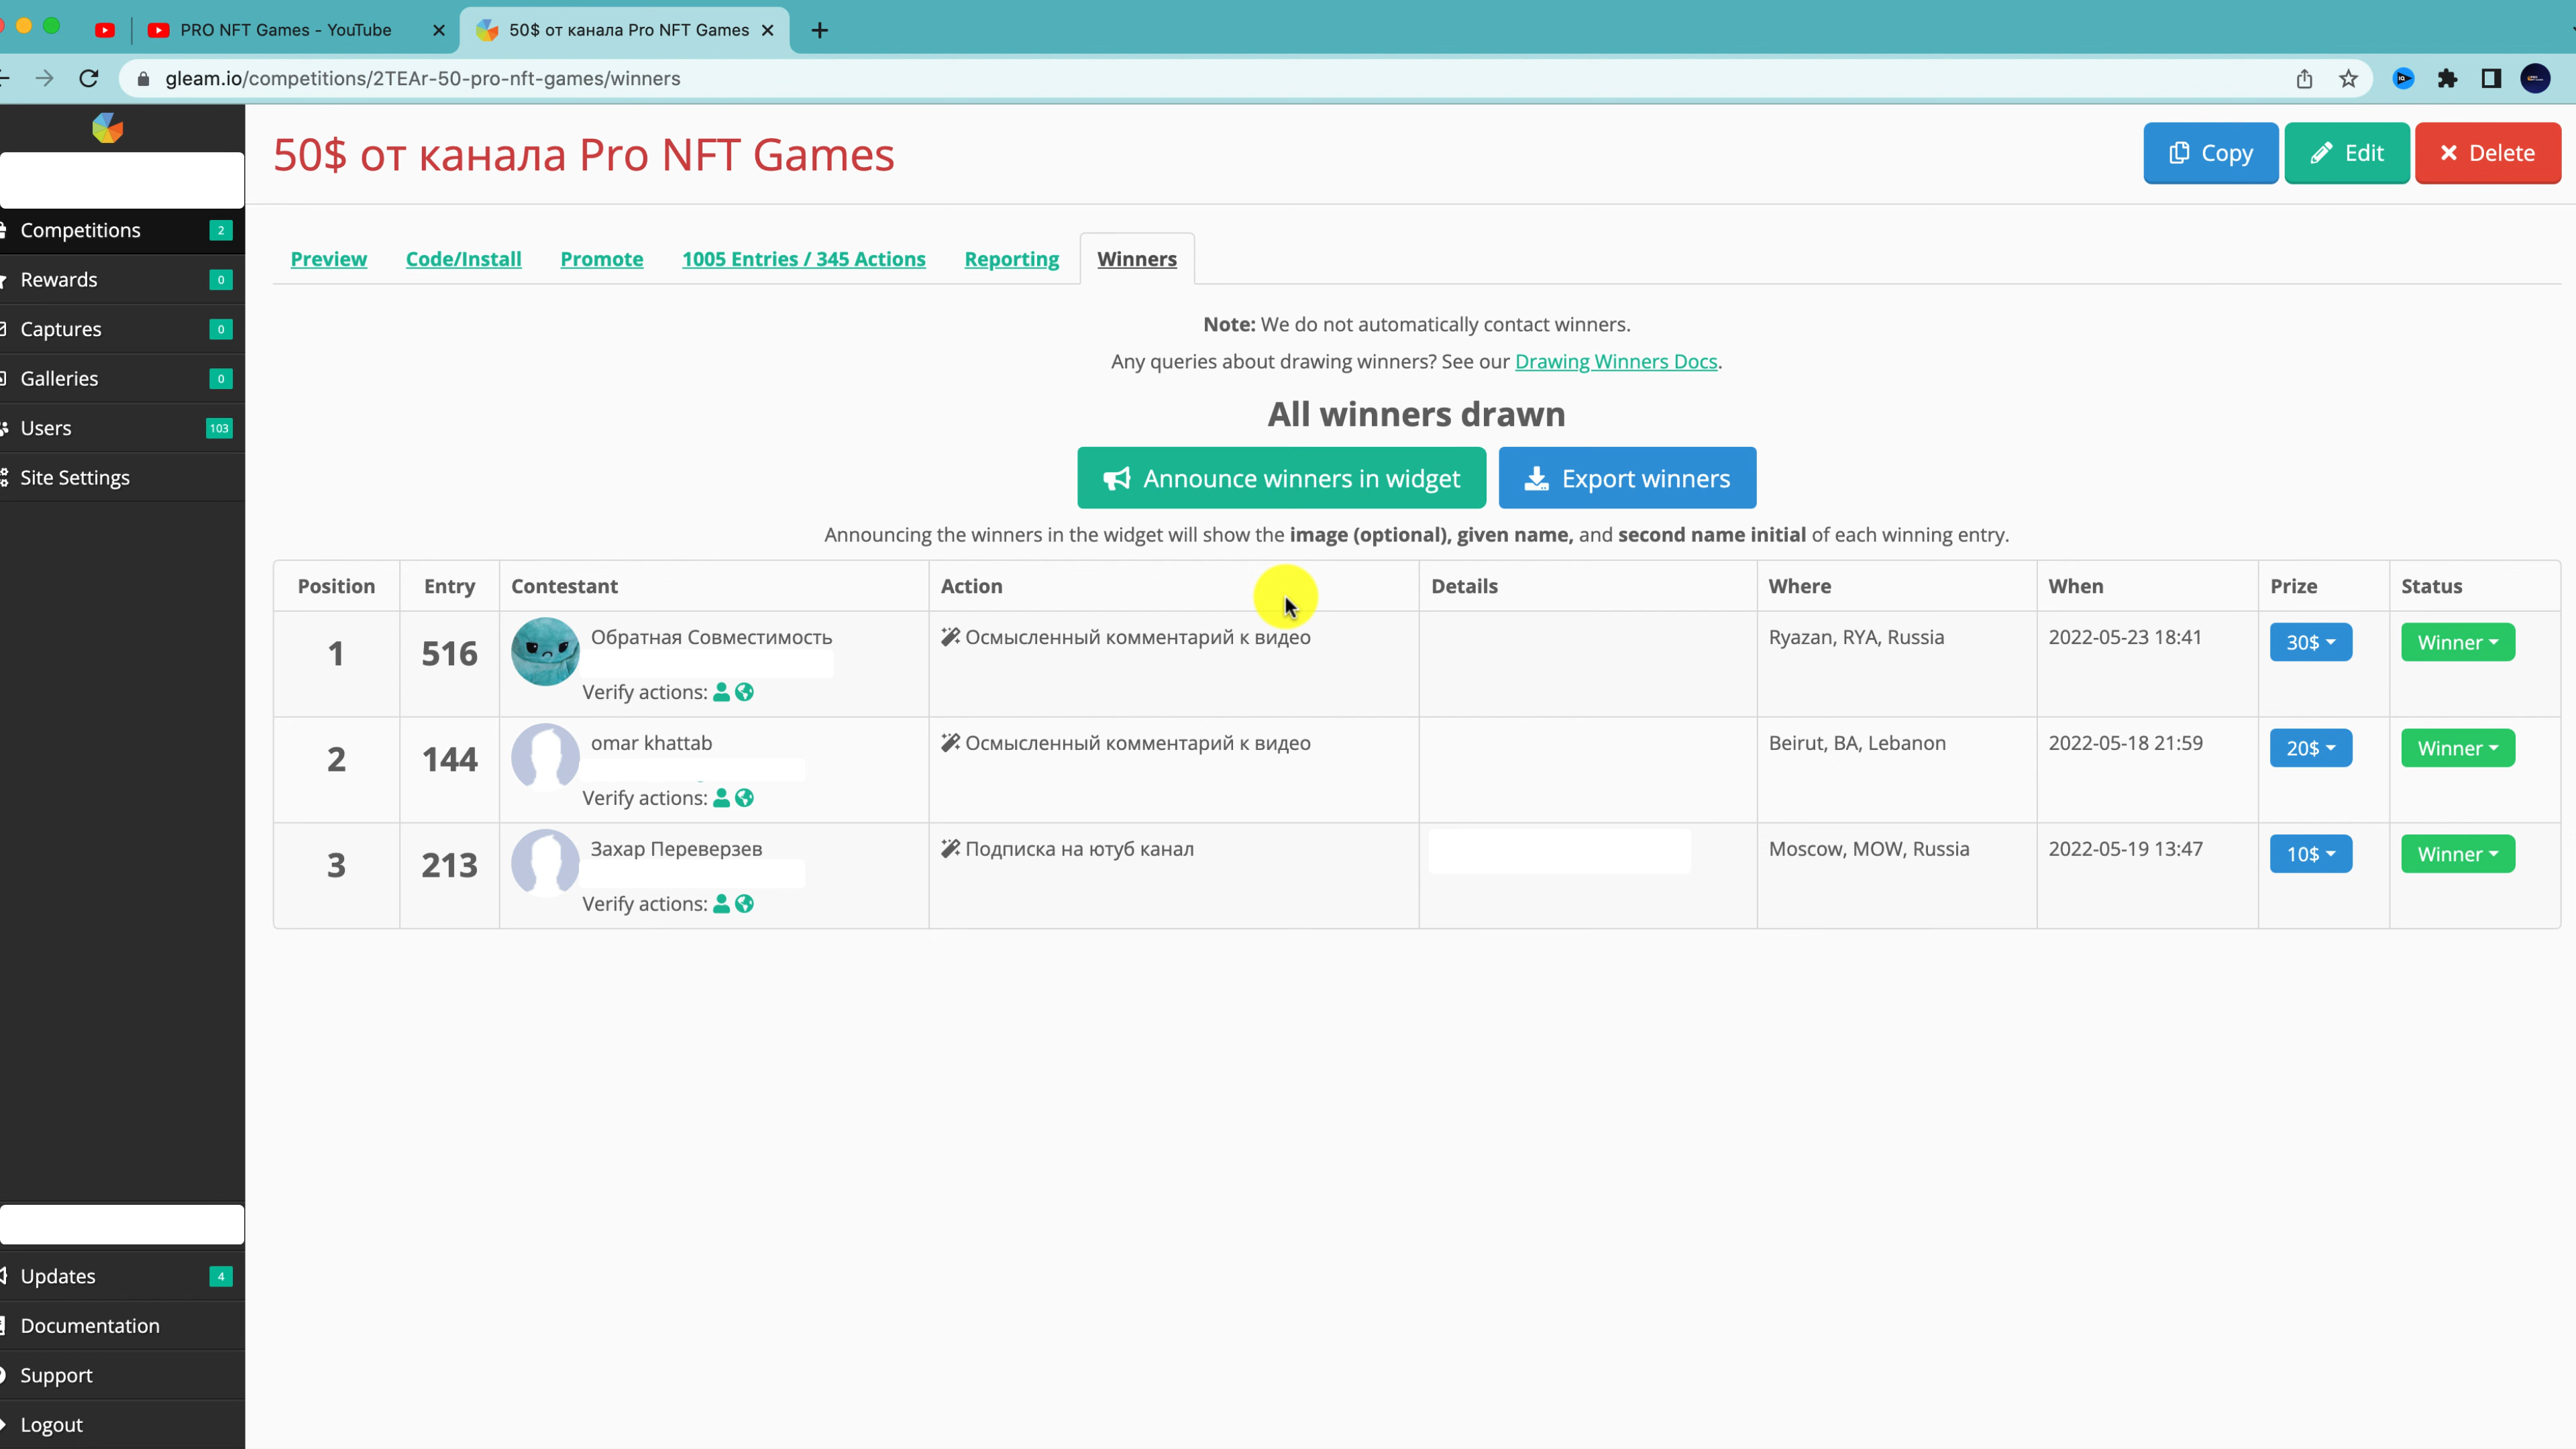 PRO NFT Games - YouTube
50$ от канала Pro NFT Games
gleam.io/competitions/2TEAr-50-pro-nft-games/winners
50$ от канала Pro NFT Games
Copy
Edit
Delete
Competitions 2
Rewards 0
Captures 0
Galleries 0
Users 103
Site Settings
Preview Code/Install Promote 1005 Entries / 345 Actions Reporting Winners
Note: We do not automatically contact winners.
Any queries about drawing winners? See our Drawing Winners Docs.
All winners drawn
Announce winners in widget
Export winners
Announcing the winners in the widget will show the image (optional), given name, and second name initial of each winning entry.
Position Entry Contestant Action Details Where When Prize Status
1 516 Обратная Совместимость Осмысленный комментарий к видео Ryazan, RYA, Russia 2022-05-23 18:41 30$ Winner
Verify actions:
2 144 omar khattab Осмысленный комментарий к видео Beirut, BA, Lebanon 2022-05-18 21:59 20$ Winner
Verify actions:
3 213 Захар Переверзев Подписка на ютуб канал Moscow, MOW, Russia 2022-05-19 13:47 10$ Winner
Verify actions:
Updates 4
Documentation
Support
Logout